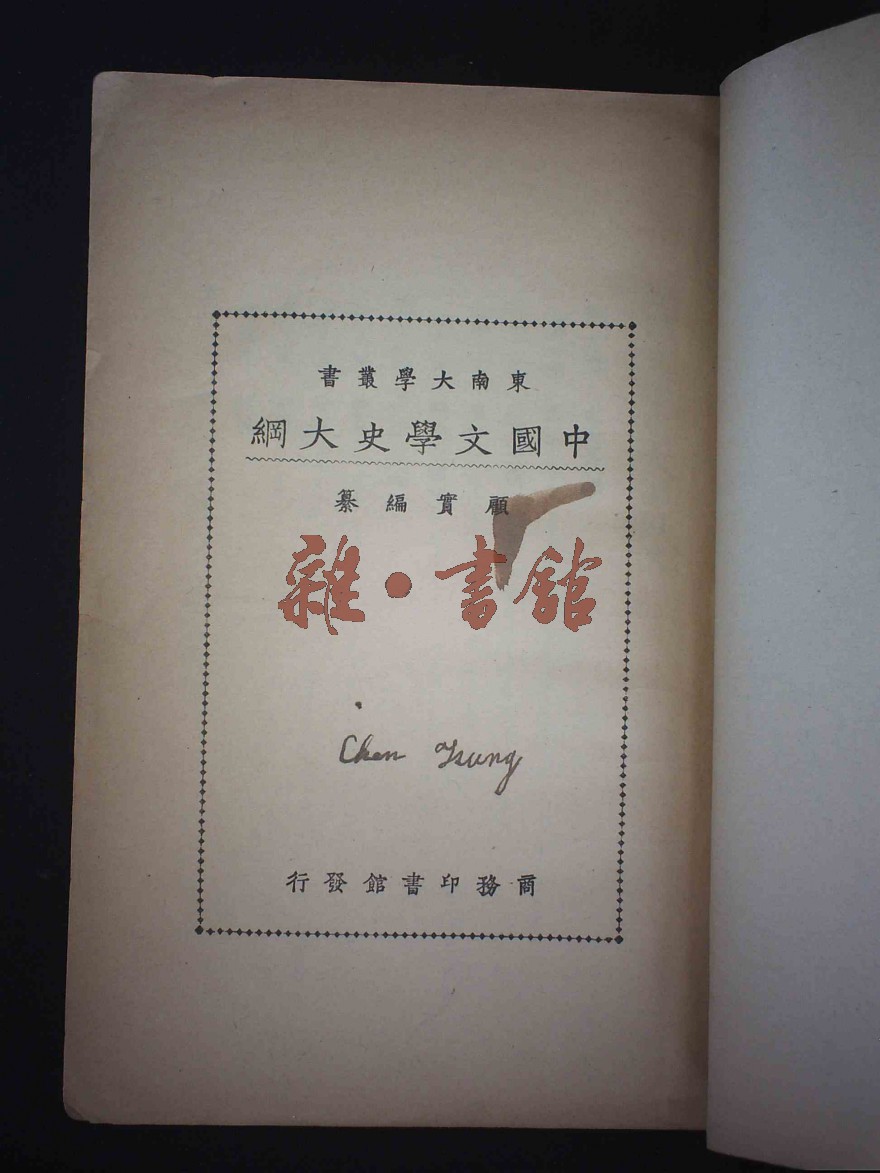 東南大學叢書
中國文學史大綱
顧實編纂
雜·書館
Chen Tsung
商務印書館發行